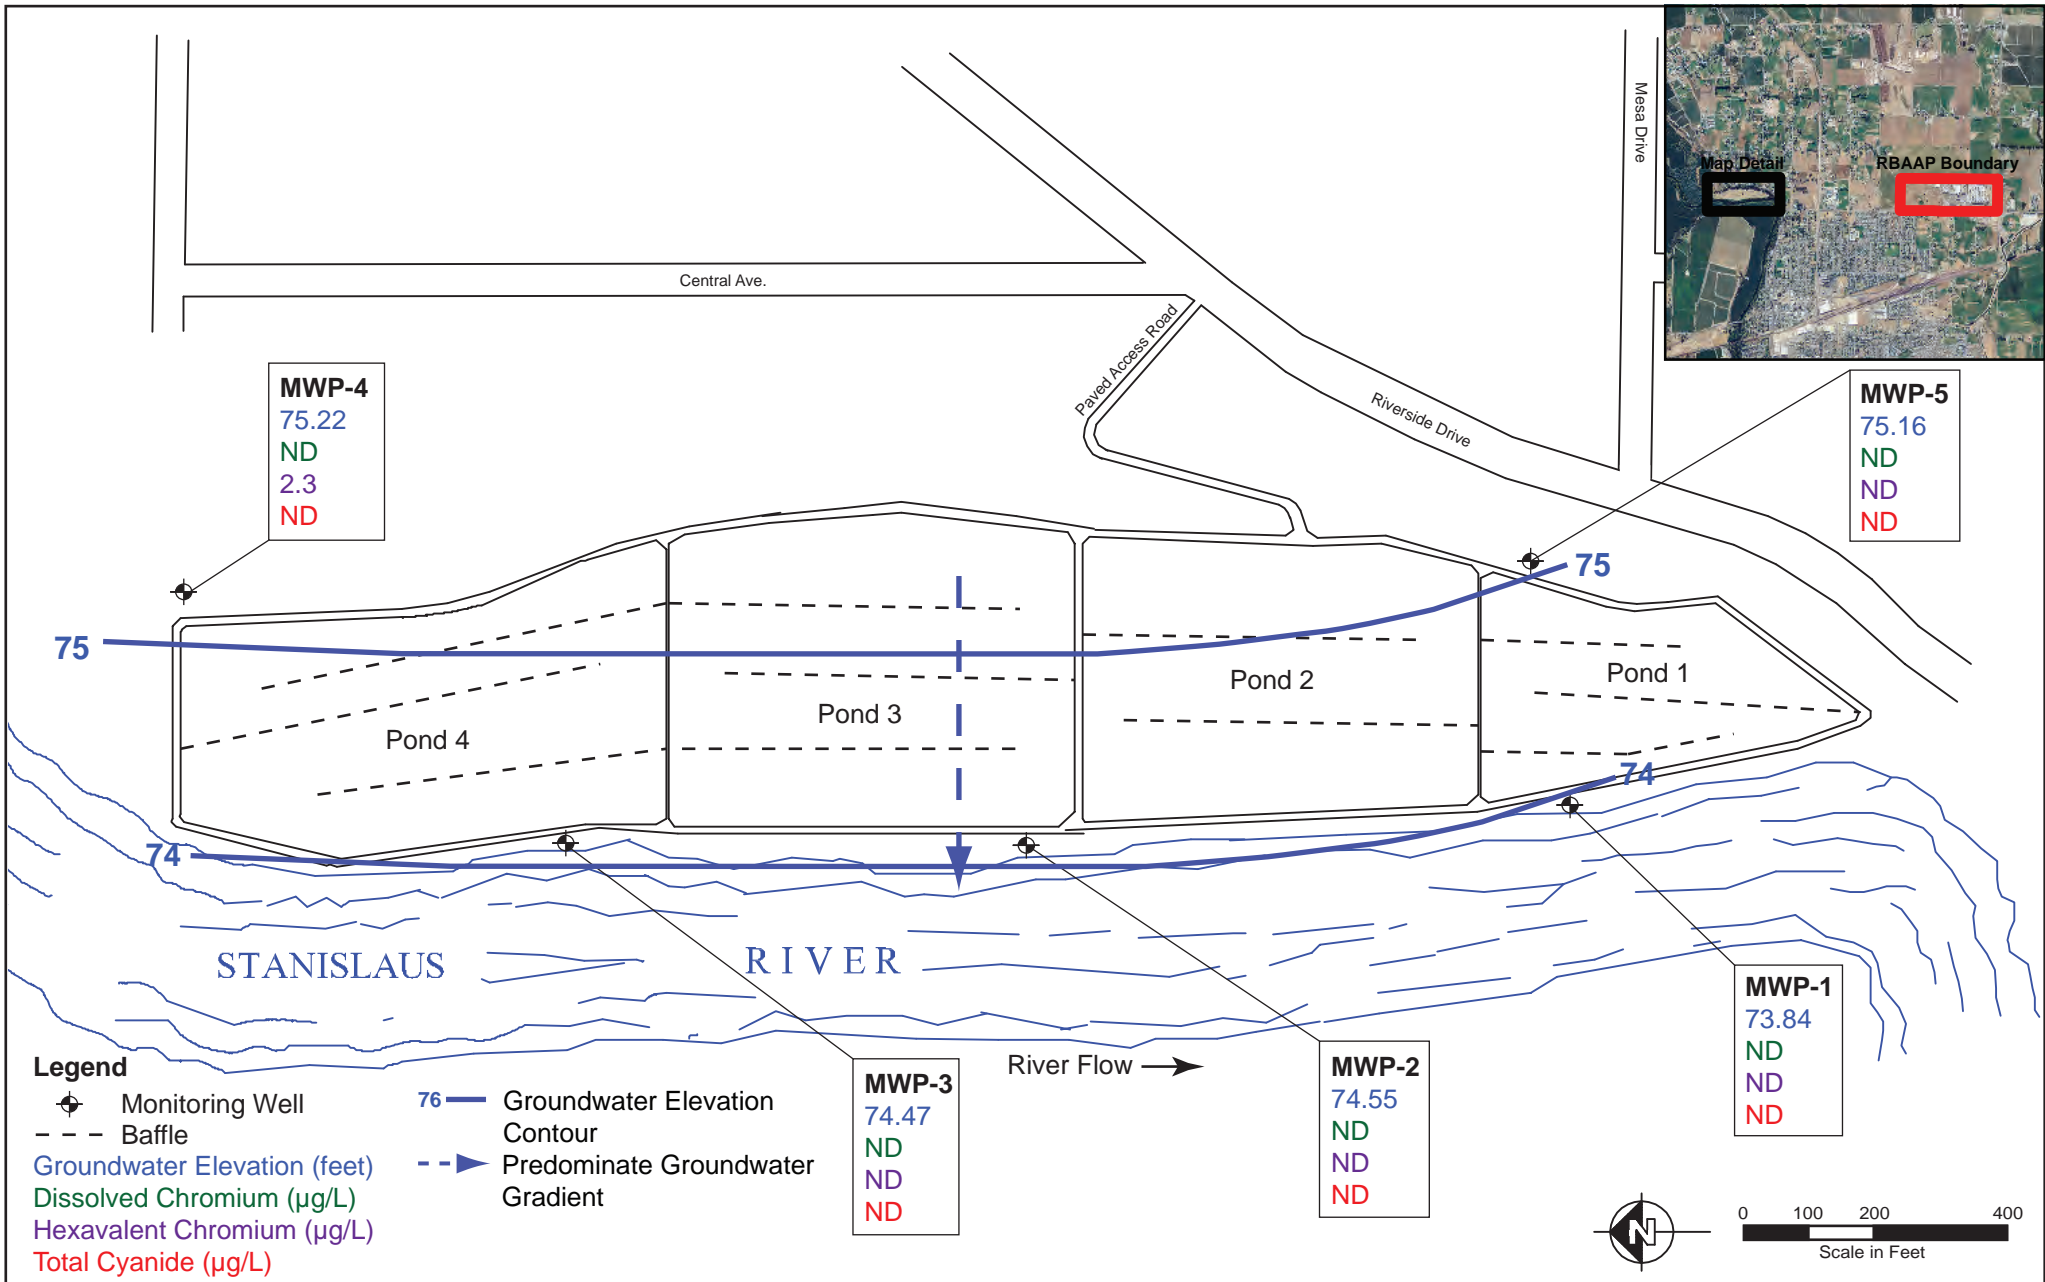 Mesa Drive
Map Detail
RBAAP Boundary
Central Ave.
Paved Access Road
Riverside Drive
MWP-4
75.22
ND
2.3
ND
MWP-5
75.16
ND
ND
ND
75
75
Pond 1
Pond 2
Pond 3
Pond 4
74
74
STANISLAUS
RIVER
MWP-1
73.84
ND
ND
ND
MWP-2
74.55
ND
ND
ND
MWP-3
74.47
ND
ND
ND
River Flow
Legend
Monitoring Well
Baffle
Groundwater Elevation (feet)
Dissolved Chromium (µg/L)
Hexavalent Chromium (µg/L)
Total Cyanide (µg/L)
76
Groundwater Elevation
Contour
Predominate Groundwater
Gradient
N
0 100 200 400
Scale in Feet